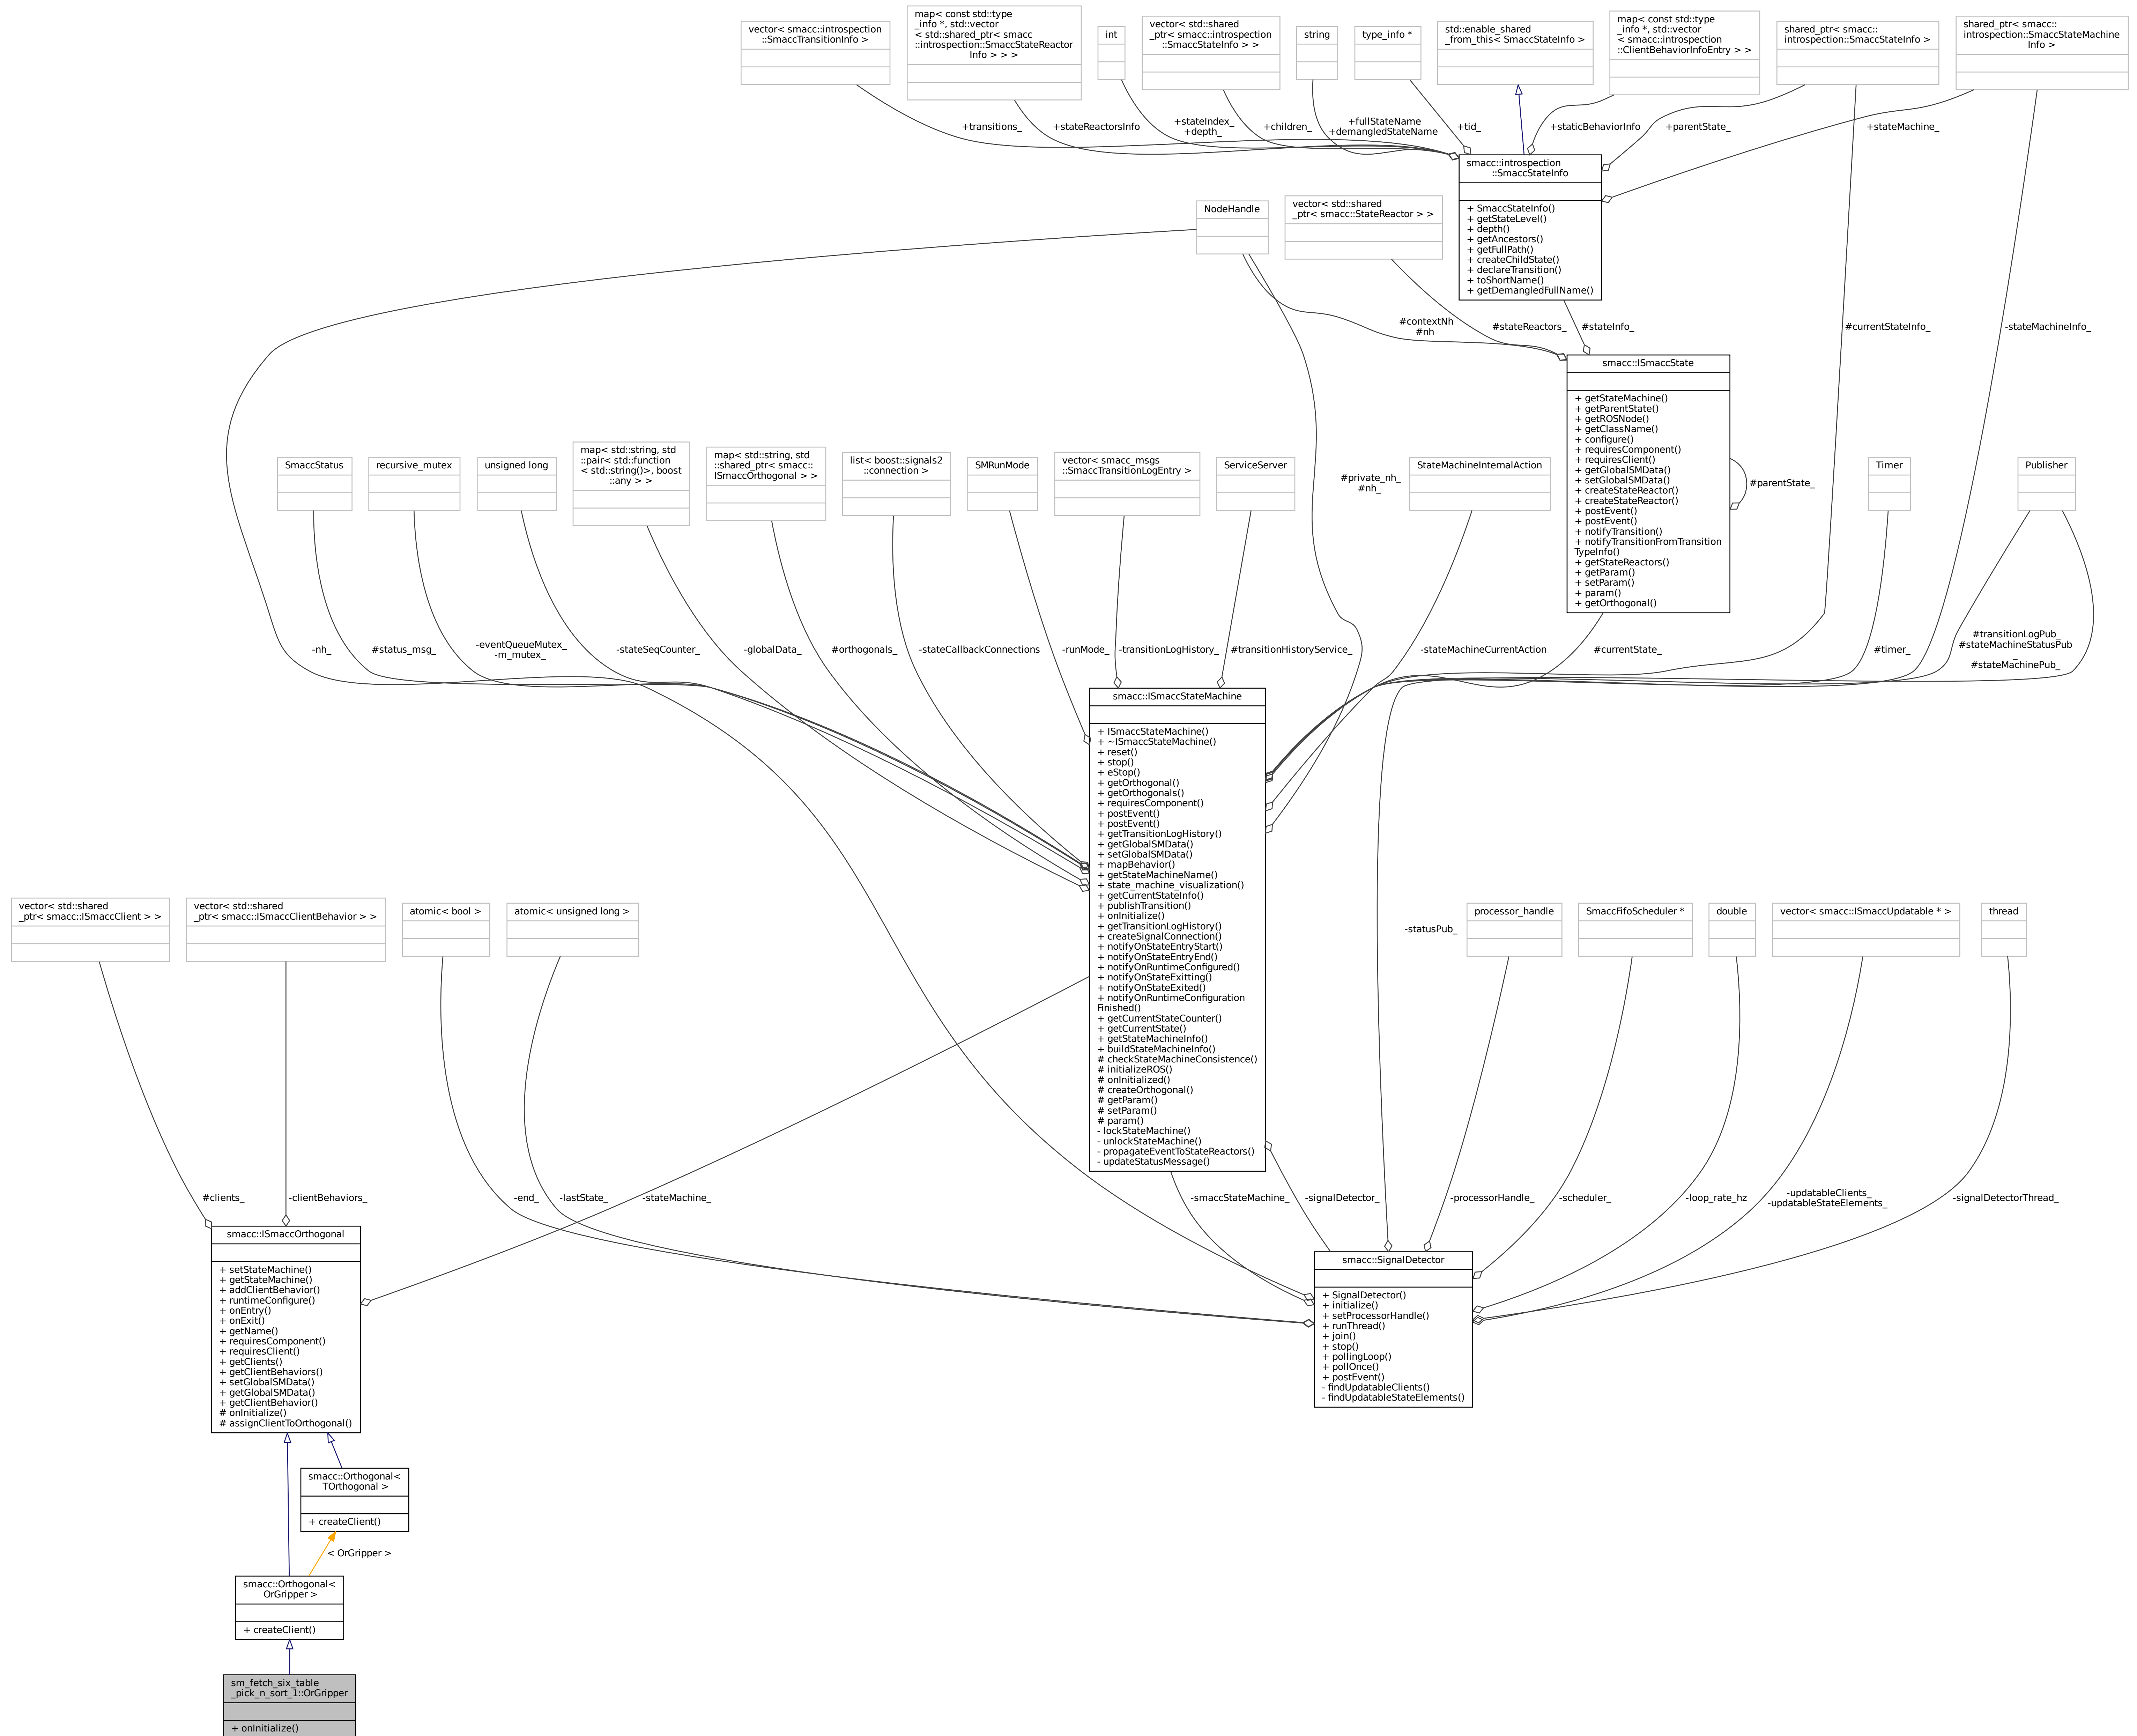 vector< smacc::introspection
::SmaccTransitionInfo >
map< const std::type
_info *, std::vector
< std::shared_ptr< smacc
::introspection::SmaccStateReactor
Info > > >
int
vector< std::shared
_ptr< smacc::introspection
::SmaccStateInfo > >
string
type_info *
std::enable_shared
_from_this< SmaccStateInfo >
map< const std::type
_info *, std::vector
< smacc::introspection
::ClientBehaviorInfoEntry > >
shared_ptr< smacc::
introspection::SmaccStateInfo >
shared_ptr< smacc::
introspection::SmaccStateMachine
Info >
+transitions_
+stateReactorsInfo
+stateIndex_
+depth_
+children_
+fullStateName
+demangledStateName
+tid_
+staticBehaviorInfo
+parentState_
+stateMachine_
smacc::introspection
::SmaccStateInfo
+ SmaccStateInfo()
+ getStateLevel()
+ depth()
+ getAncestors()
+ getFullPath()
+ createChildState()
+ declareTransition()
+ toShortName()
+ getDemangledFullName()
NodeHandle
vector< std::shared
_ptr< smacc::StateReactor > >
#contextNh
#nh
#stateReactors_
#stateInfo_
#currentStateInfo_
-stateMachineInfo_
smacc::ISmaccState
+ getStateMachine()
+ getParentState()
+ getROSNode()
+ getClassName()
+ configure()
+ requiresComponent()
+ requiresClient()
+ getGlobalSMData()
+ setGlobalSMData()
+ createStateReactor()
+ createStateReactor()
+ postEvent()
+ postEvent()
+ notifyTransition()
+ notifyTransitionFromTransition
TypeInfo()
+ getStateReactors()
+ getParam()
+ setParam()
+ param()
+ getOrthogonal()
#parentState_
SmaccStatus
recursive_mutex
unsigned long
map< std::string, std
::pair< std::function
< std::string()>, boost
::any > >
map< std::string, std
::shared_ptr< smacc::
ISmaccOrthogonal > >
list< boost::signals2
::connection >
SMRunMode
vector< smacc_msgs
::SmaccTransitionLogEntry >
ServiceServer
#private_nh_
#nh_
StateMachineInternalAction
Timer
Publisher
-nh_
#status_msg_
-eventQueueMutex_
-m_mutex_
-stateSeqCounter_
-globalData_
#orthogonals_
-stateCallbackConnections
-runMode_
-transitionLogHistory_
#transitionHistoryService_
-stateMachineCurrentAction
#currentState_
#timer_
#transitionLogPub_
#stateMachineStatusPub
_
#stateMachinePub_
smacc::ISmaccStateMachine
+ ISmaccStateMachine()
+ ~ISmaccStateMachine()
+ reset()
+ stop()
+ eStop()
+ getOrthogonal()
+ getOrthogonals()
+ requiresComponent()
+ postEvent()
+ postEvent()
+ getTransitionLogHistory()
+ getGlobalSMData()
+ setGlobalSMData()
+ mapBehavior()
+ getStateMachineName()
+ state_machine_visualization()
+ getCurrentStateInfo()
+ publishTransition()
+ onInitialize()
+ getTransitionLogHistory()
+ createSignalConnection()
+ notifyOnStateEntryStart()
+ notifyOnStateEntryEnd()
+ notifyOnRuntimeConfigured()
+ notifyOnStateExitting()
+ notifyOnStateExited()
+ notifyOnRuntimeConfiguration
Finished()
+ getCurrentStateCounter()
+ getCurrentState()
+ getStateMachineInfo()
+ buildStateMachineInfo()
# checkStateMachineConsistence()
# initializeROS()
# onInitialized()
# createOrthogonal()
# getParam()
# setParam()
# param()
- lockStateMachine()
- unlockStateMachine()
- propagateEventToStateReactors()
- updateStatusMessage()
vector< std::shared
_ptr< smacc::ISmaccClient > >
vector< std::shared
_ptr< smacc::ISmaccClientBehavior > >
atomic< bool >
atomic< unsigned long >
-statusPub_
processor_handle
SmaccFifoScheduler *
double
vector< smacc::ISmaccUpdatable * >
thread
#clients_
-clientBehaviors_
-end_
-lastState_
-stateMachine_
-smaccStateMachine_
-signalDetector_
-processorHandle_
-scheduler_
-loop_rate_hz
-updatableClients_
-updatableStateElements_
-signalDetectorThread_
smacc::ISmaccOrthogonal
+ setStateMachine()
+ getStateMachine()
+ addClientBehavior()
+ runtimeConfigure()
+ onEntry()
+ onExit()
+ getName()
+ requiresComponent()
+ requiresClient()
+ getClients()
+ getClientBehaviors()
+ setGlobalSMData()
+ getGlobalSMData()
+ getClientBehavior()
# onInitialize()
# assignClientToOrthogonal()
smacc::SignalDetector
+ SignalDetector()
+ initialize()
+ setProcessorHandle()
+ runThread()
+ join()
+ stop()
+ pollingLoop()
+ pollOnce()
+ postEvent()
- findUpdatableClients()
- findUpdatableStateElements()
smacc::Orthogonal<
TOrthogonal >
+ createClient()
< OrGripper >
smacc::Orthogonal<
OrGripper >
+ createClient()
sm_fetch_six_table
_pick_n_sort_1::OrGripper
+ onInitialize()